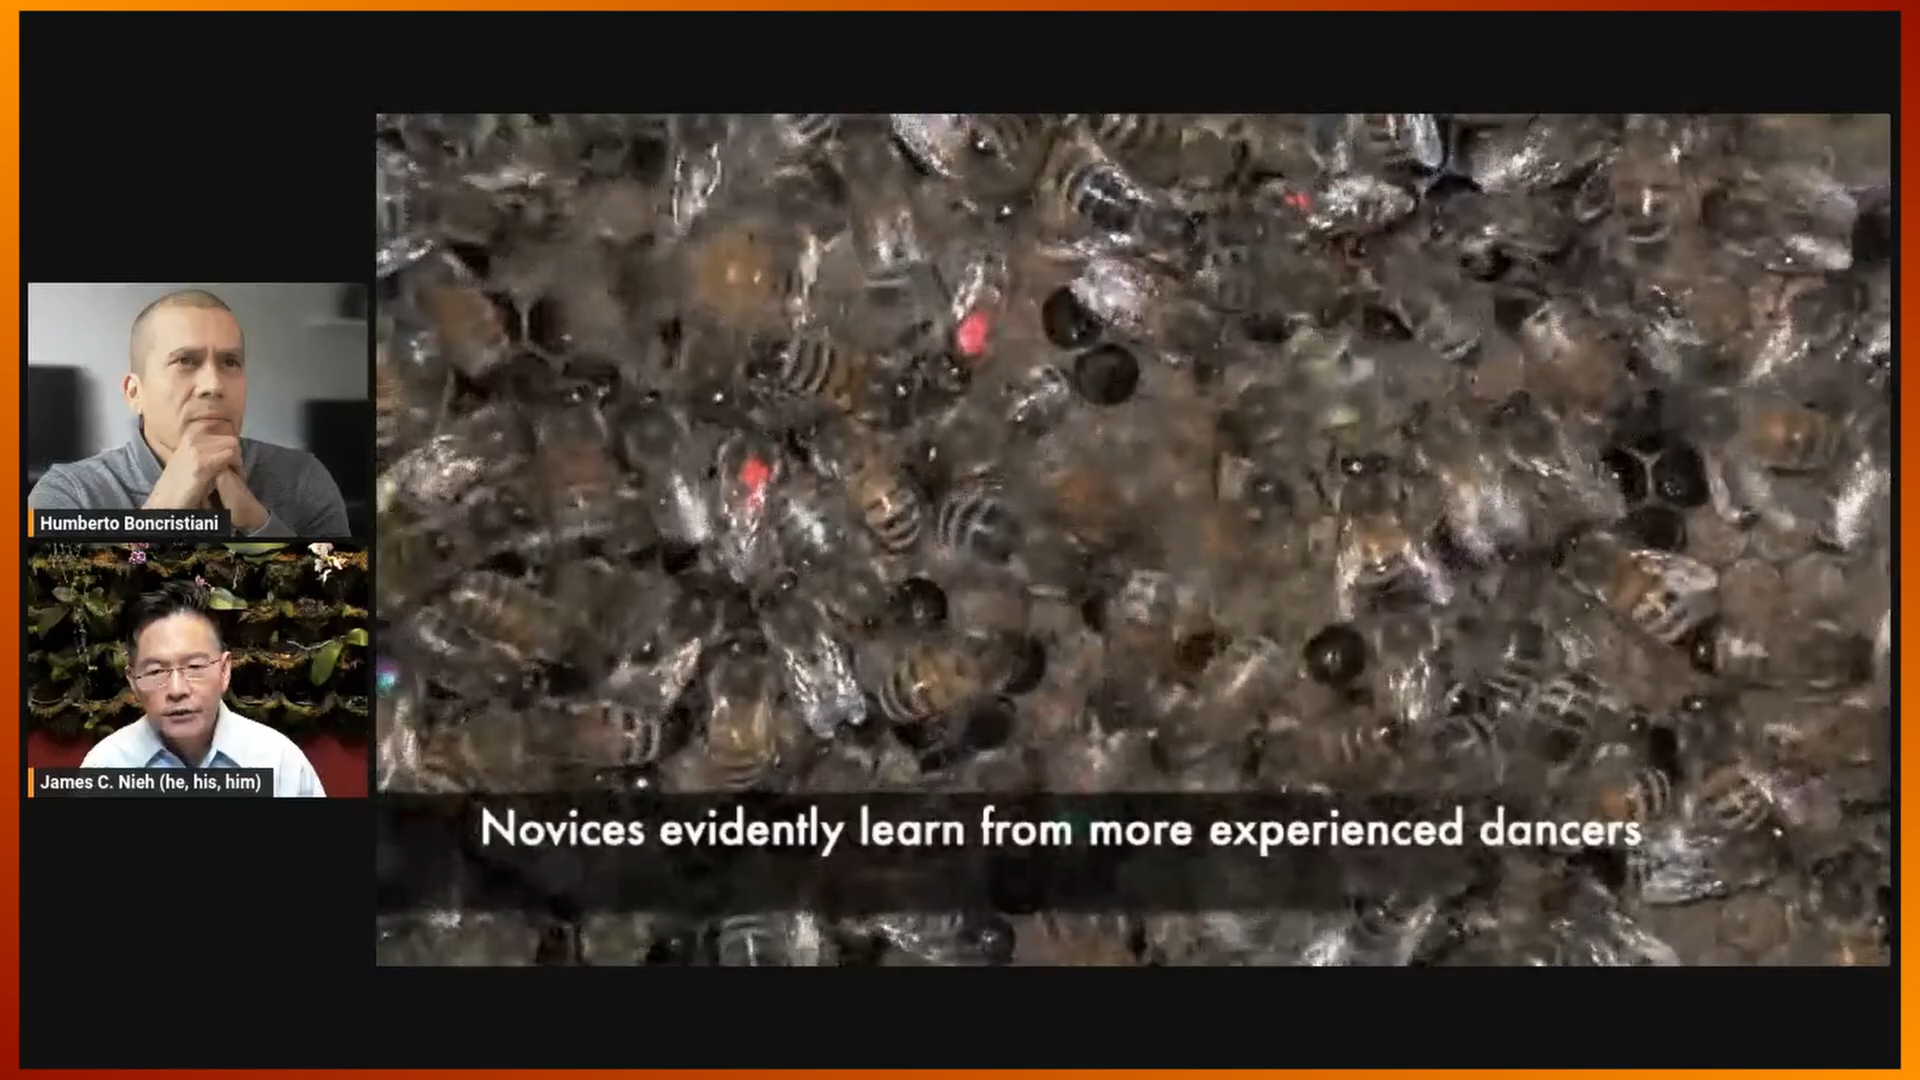 Humberto Boncristiani
James C. Nieh (he, his, him)
Novices evidently learn from more experienced dancers